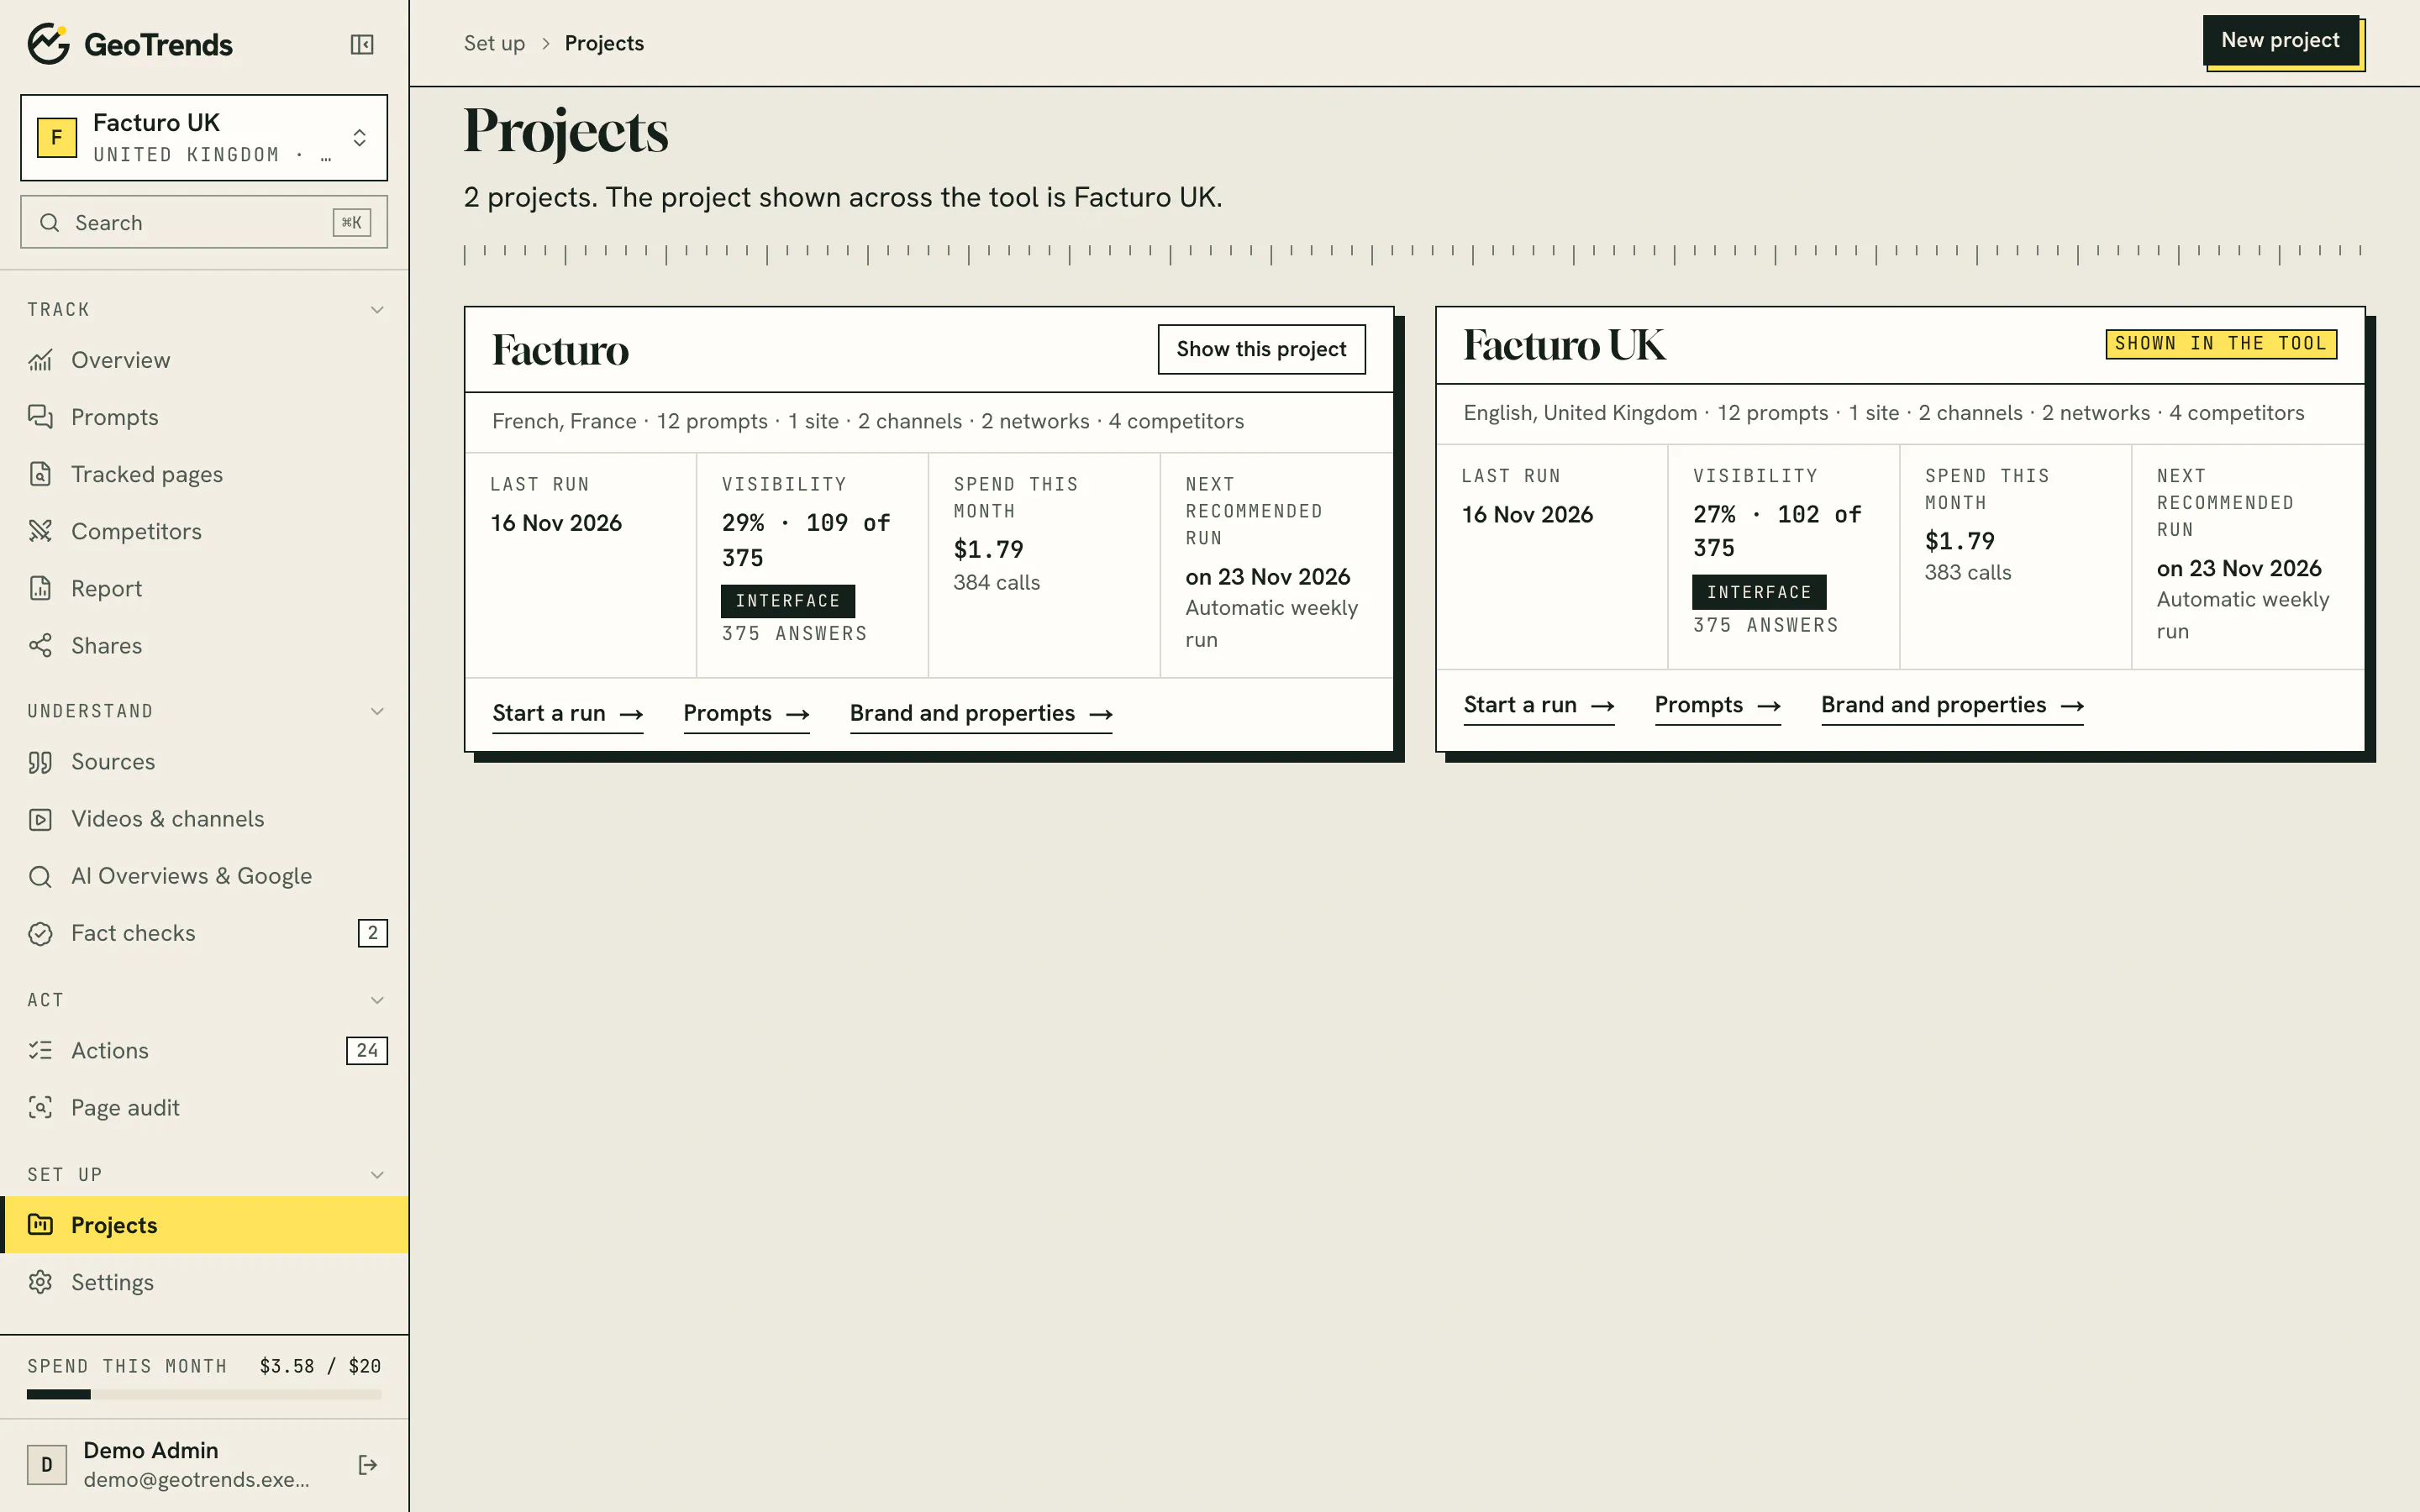 GeoTrends
F
Facturo UK
UNITED KINGDOM · …
Search
⌘K
TRACK
Overview
Prompts
Tracked pages
Competitors
Report
Shares
UNDERSTAND
Sources
Videos & channels
AI Overviews & Google
Fact checks
2
ACT
Actions
24
Page audit
SET UP
Projects
Settings
SPEND THIS MONTH $3.58 / $20
D
Demo Admin
demo@geotrends.exe…
Set up > Projects
New project
Projects
2 projects. The project shown across the tool is Facturo UK.
Facturo
Show this project
French, France · 12 prompts · 1 site · 2 channels · 2 networks · 4 competitors
LAST RUN
16 Nov 2026
VISIBILITY
29% · 109 of
375
INTERFACE
375 ANSWERS
SPEND THIS
MONTH
$1.79
384 calls
NEXT
RECOMMENDED
RUN
on 23 Nov 2026
Automatic weekly
run
Start a run → Prompts → Brand and properties →
Facturo UK
SHOWN IN THE TOOL
English, United Kingdom · 12 prompts · 1 site · 2 channels · 2 networks · 4 competitors
LAST RUN
16 Nov 2026
VISIBILITY
27% · 102 of
375
INTERFACE
375 ANSWERS
SPEND THIS
MONTH
$1.79
383 calls
NEXT
RECOMMENDED
RUN
on 23 Nov 2026
Automatic weekly
run
Start a run → Prompts → Brand and properties →